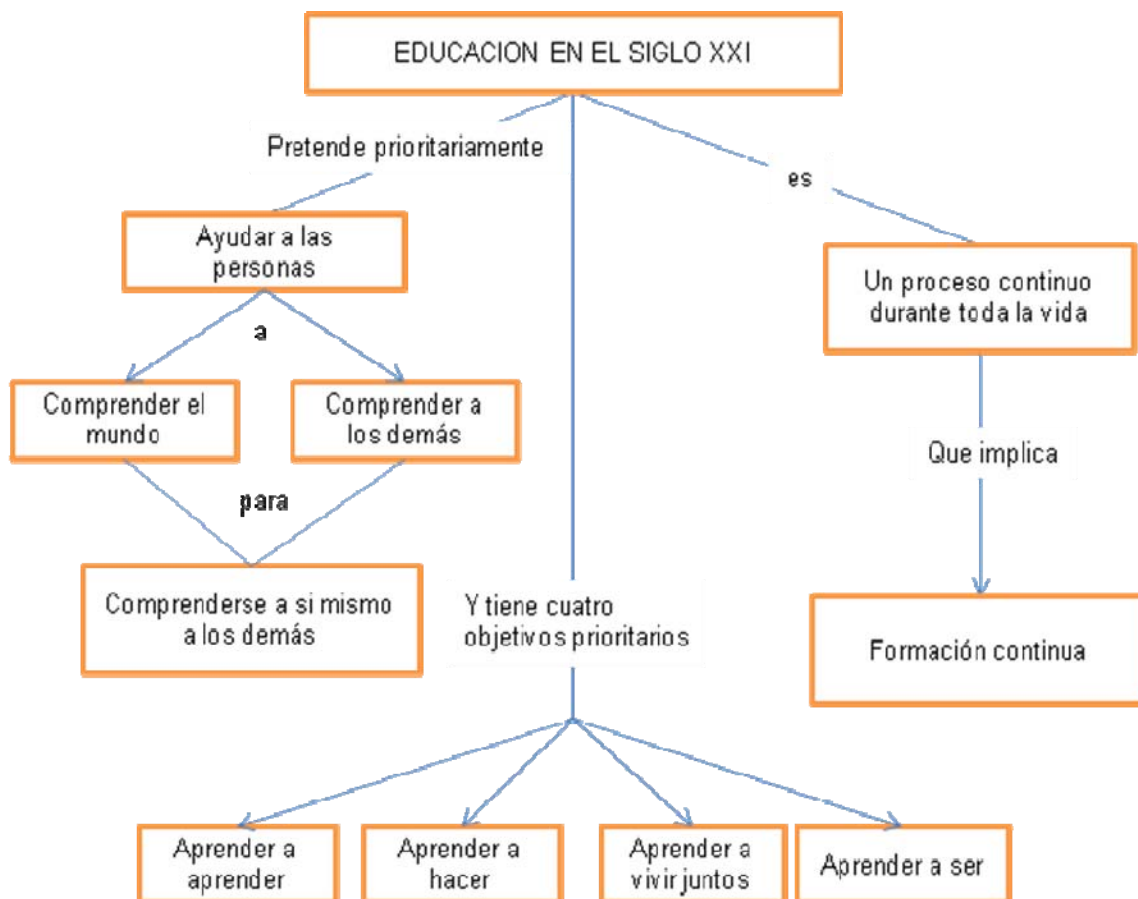 EDUCACION EN EL SIGLO XXI
Pretende prioritariamente
es
Ayudar a las
personas
Un proceso continuo
durante toda la vida
a
Comprender el
mundo
Comprender a
los demás
Que implica
para
Comprenderse a si mismo
a los demás
Y tiene cuatro
objetivos prioritarios
Formación continua
Aprender a
aprender
Aprender a
hacer
Aprender a
vivir juntos
Aprender a ser